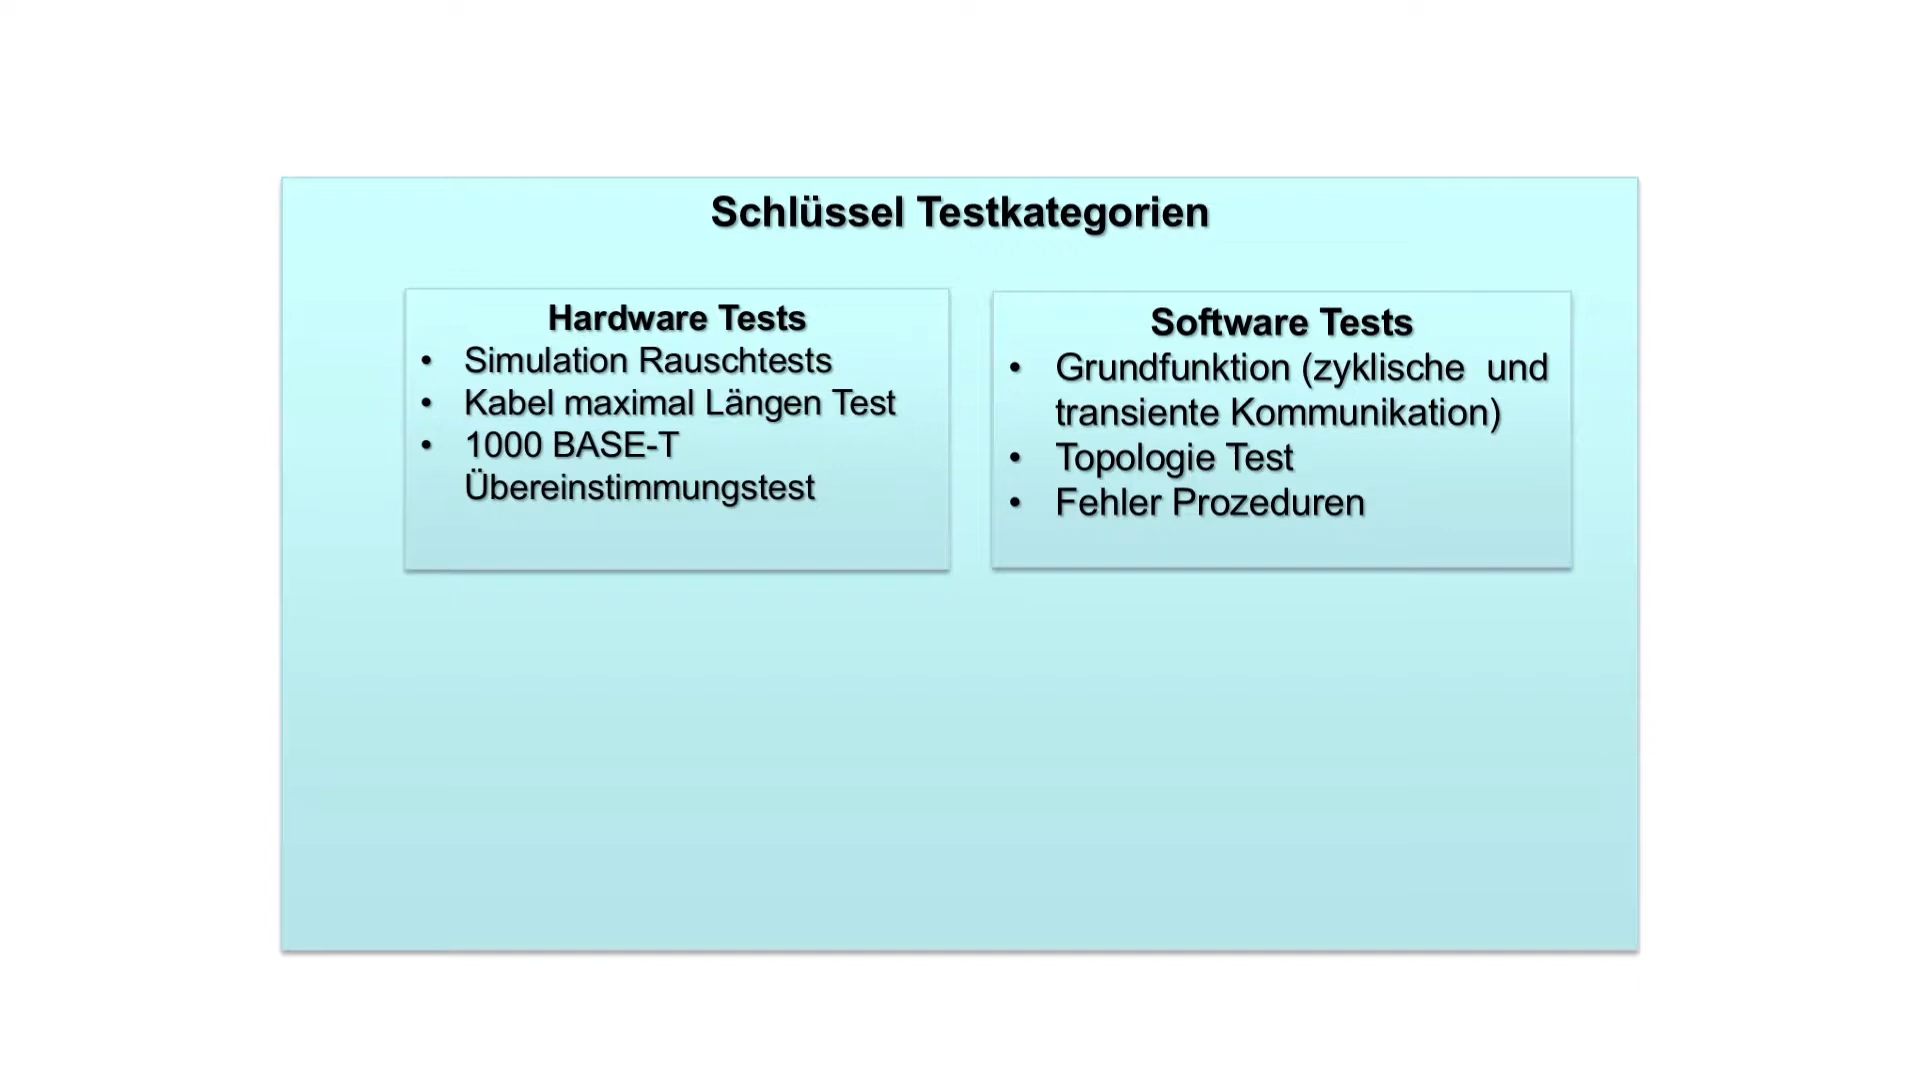 Schlüssel Testkategorien
Hardware Tests
• Simulation Rauschtests
• Kabel maximal Längen Test
• 1000 BASE-T
Übereinstimmungstest
Software Tests
• Grundfunktion (zyklische und
transiente Kommunikation)
• Topologie Test
• Fehler Prozeduren